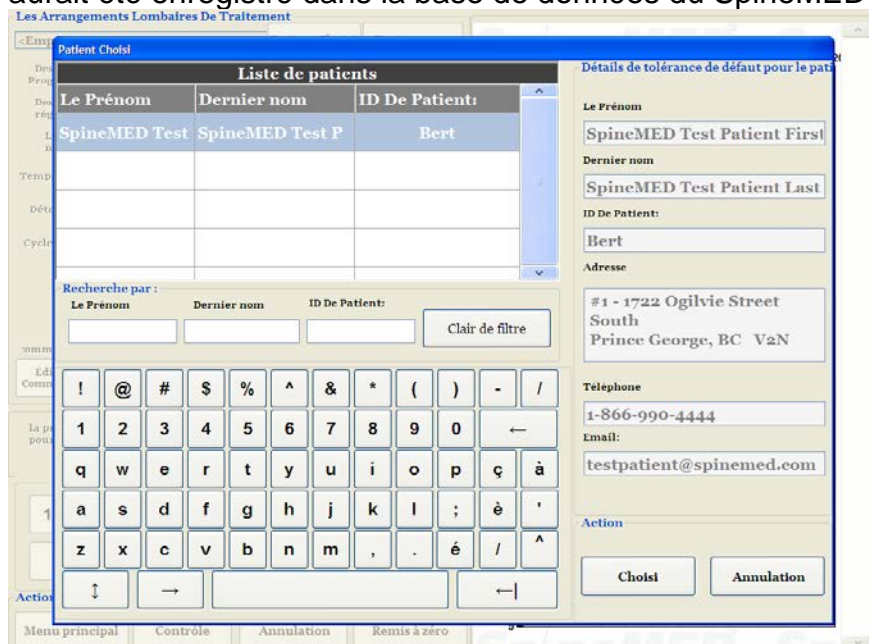 aurait été enregistré dans la base de données du SpineMED
Les Arrangements Lombaires De Traitement
Patient Choisi
Liste de patients
Le Prénom Dernier nom ID De Patient:
SpineMED Test SpineMED Test P Bert
Recherche par :
Le Prénom Dernier nom ID De Patient:
Clair de filtre
! @ # $ % ^ & * ( ) - /
1 2 3 4 5 6 7 8 9 0 ←
q w e r t y u i o p ç à
a s d f g h j k l ; è '
z x c v b n m , . é / ^
↕ → ←|
Détails de tolérance de défaut pour le pati
Le Prénom
SpineMED Test Patient First
Dernier nom
SpineMED Test Patient Last
ID De Patient:
Bert
Adresse
#1 - 1722 Ogilvie Street
South
Prince George, BC V2N
Téléphone
1-866-990-4444
Email:
testpatient@spinemed.com
Action
Choisi Annulation
Action
Menu principal Contrôle Annulation Remis à zéro